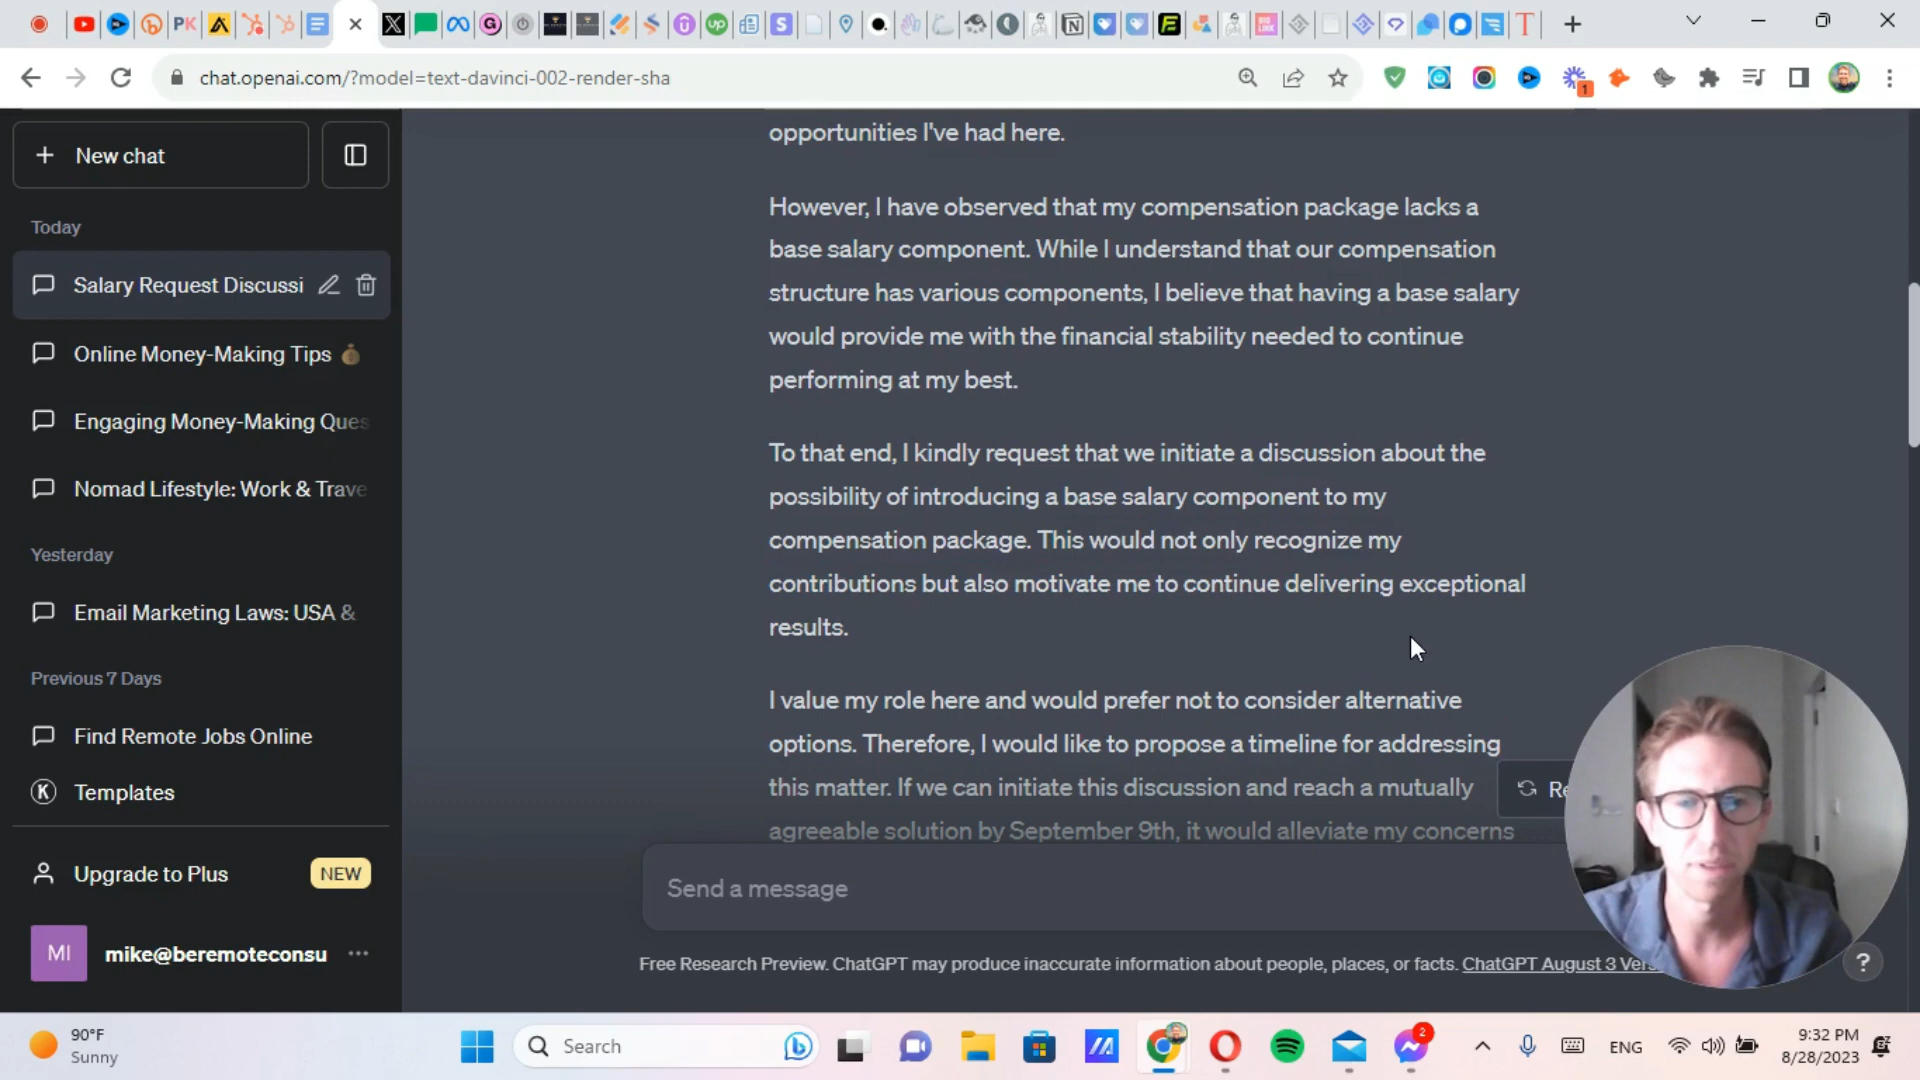 chat.openai.com/?model=text-davinci-002-render-sha
1
New chat
Today
Salary Request Discussi
Online Money-Making Tips
Engaging Money-Making Ques
Nomad Lifestyle: Work & Trave
Yesterday
Email Marketing Laws: USA &
Previous 7 Days
Find Remote Jobs Online
K Templates
Upgrade to Plus NEW
MI mike@beremoteconsu
opportunities I've had here.
However, I have observed that my compensation package lacks a
base salary component. While I understand that our compensation
structure has various components, I believe that having a base salary
would provide me with the financial stability needed to continue
performing at my best.
To that end, I kindly request that we initiate a discussion about the
possibility of introducing a base salary component to my
compensation package. This would not only recognize my
contributions but also motivate me to continue delivering exceptional
results.
I value my role here and would prefer not to consider alternative
options. Therefore, I would like to propose a timeline for addressing
this matter. If we can initiate this discussion and reach a mutually
agreeable solution by September 9th, it would alleviate my concerns
Re
Send a message
Free Research Preview. ChatGPT may produce inaccurate information about people, places, or facts. ChatGPT August 3 Vers
?
90°F
Sunny
Search
2
ENG
9:32 PM
8/28/2023